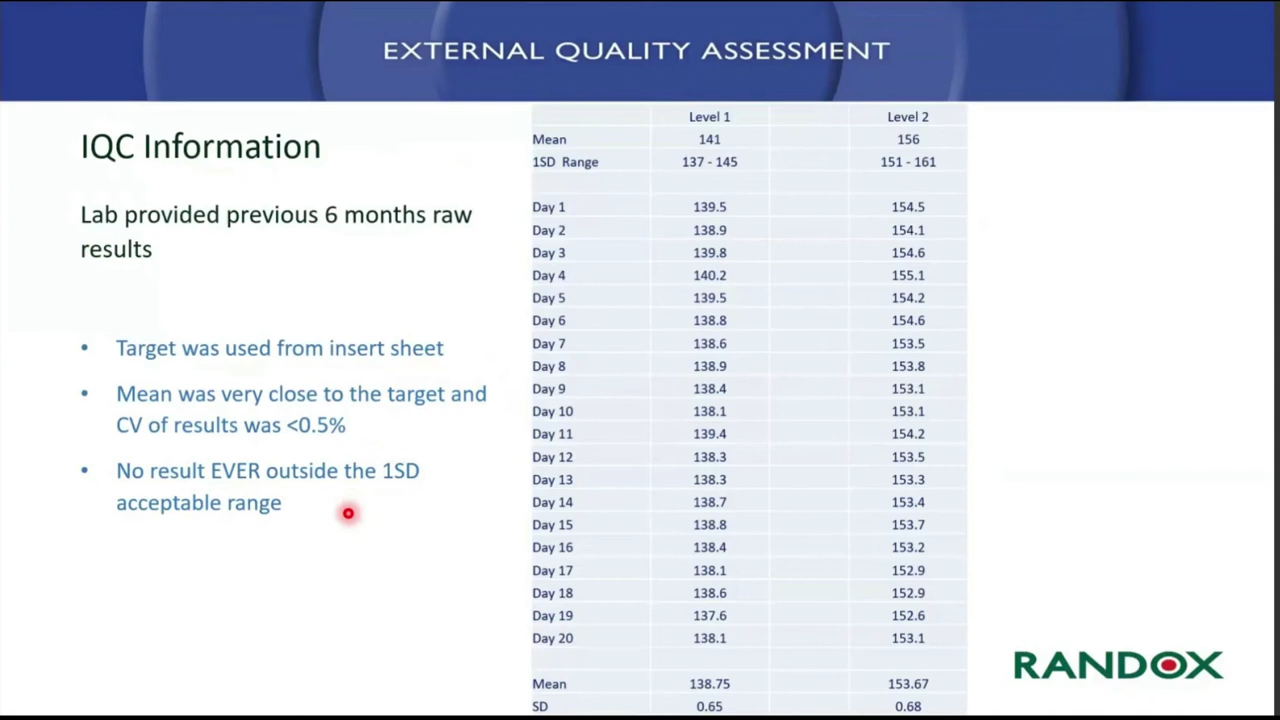 EXTERNAL QUALITY ASSESSMENT
IQC Information
Lab provided previous 6 months raw
results
• Target was used from insert sheet
• Mean was very close to the target and
CV of results was <0.5%
• No result EVER outside the 1SD
acceptable range
Level 1 Level 2
Mean 141 156
1SD Range 137 - 145 151 - 161
Day 1 139.5 154.5
Day 2 138.9 154.1
Day 3 139.8 154.6
Day 4 140.2 155.1
Day 5 139.5 154.2
Day 6 138.8 154.6
Day 7 138.6 153.5
Day 8 138.9 153.8
Day 9 138.4 153.1
Day 10 138.1 153.1
Day 11 139.4 154.2
Day 12 138.3 153.5
Day 13 138.3 153.3
Day 14 138.7 153.4
Day 15 138.8 153.7
Day 16 138.4 153.2
Day 17 138.1 152.9
Day 18 138.6 152.9
Day 19 137.6 152.6
Day 20 138.1 153.1
Mean 138.75 153.67
SD 0.65 0.68
RANDOX